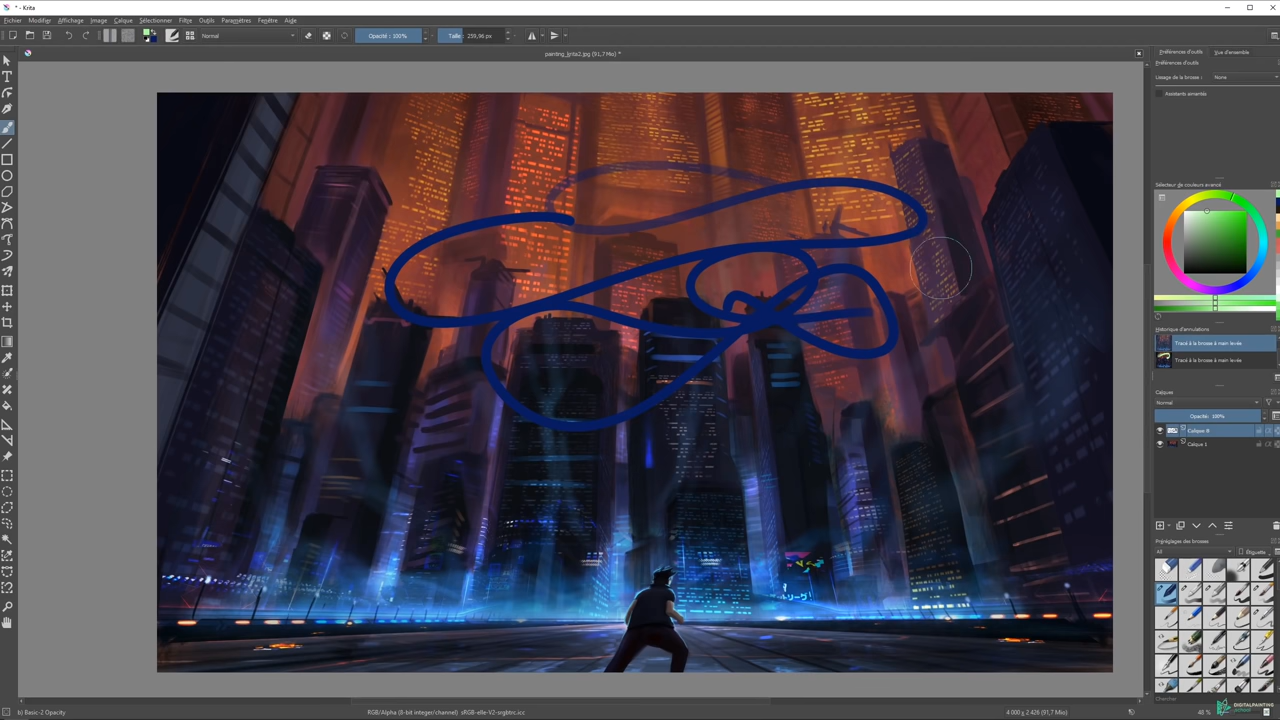 * - Krita
Fichier Modifier Affichage Image Calque Sélectionner Filtre Outils Paramètres Fenêtre Aide
Normal Opacité : 100% Taille : 259,96 px
painting_krita2.jpg (91,7 Mio) *
Préférences d'outils Vue d'ensemble
Préférences d'outils
Usage de la brosse : None
Assistants aimantés
Sélecteur de couleurs avancé
Historique d'annulations
Tracé à la brosse à main levée
Tracé à la brosse à main levée
Calques
Normal
Opacité: 100%
Calque 8
Calque 1
Préréglages des brosses
All Étiquette
Chercher
b) Basic-2 Opacity RGB/Alpha (8-bit integer/channel) sRGB-elle-V2-srgbtrc.icc 4 000 x 2 426 (91,7 Mio) 48 %
DIGITALPAINTING